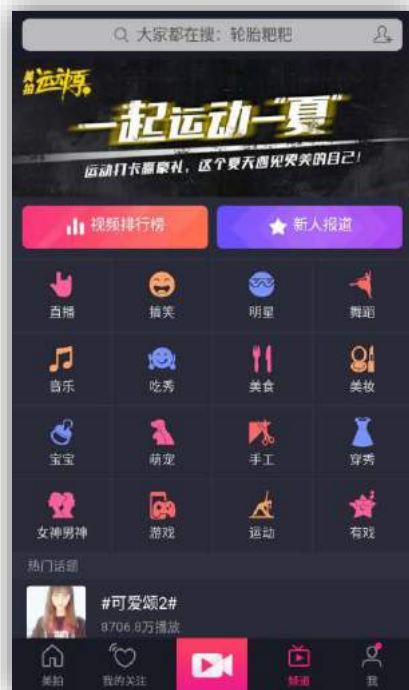 大家都在搜：轮胎粑粑
美拍
运动季
一起运动一“夏”
运动打卡赢豪礼，这个夏天遇见更美的自己！
视频排行榜
新人报道
直播
搞笑
明星
舞蹈
音乐
吃秀
美食
美妆
宝宝
萌宠
手工
穿秀
女神男神
游戏
运动
有戏
热门话题
#可爱颂2#
8706.8万播放
美拍
我的关注
频道
我